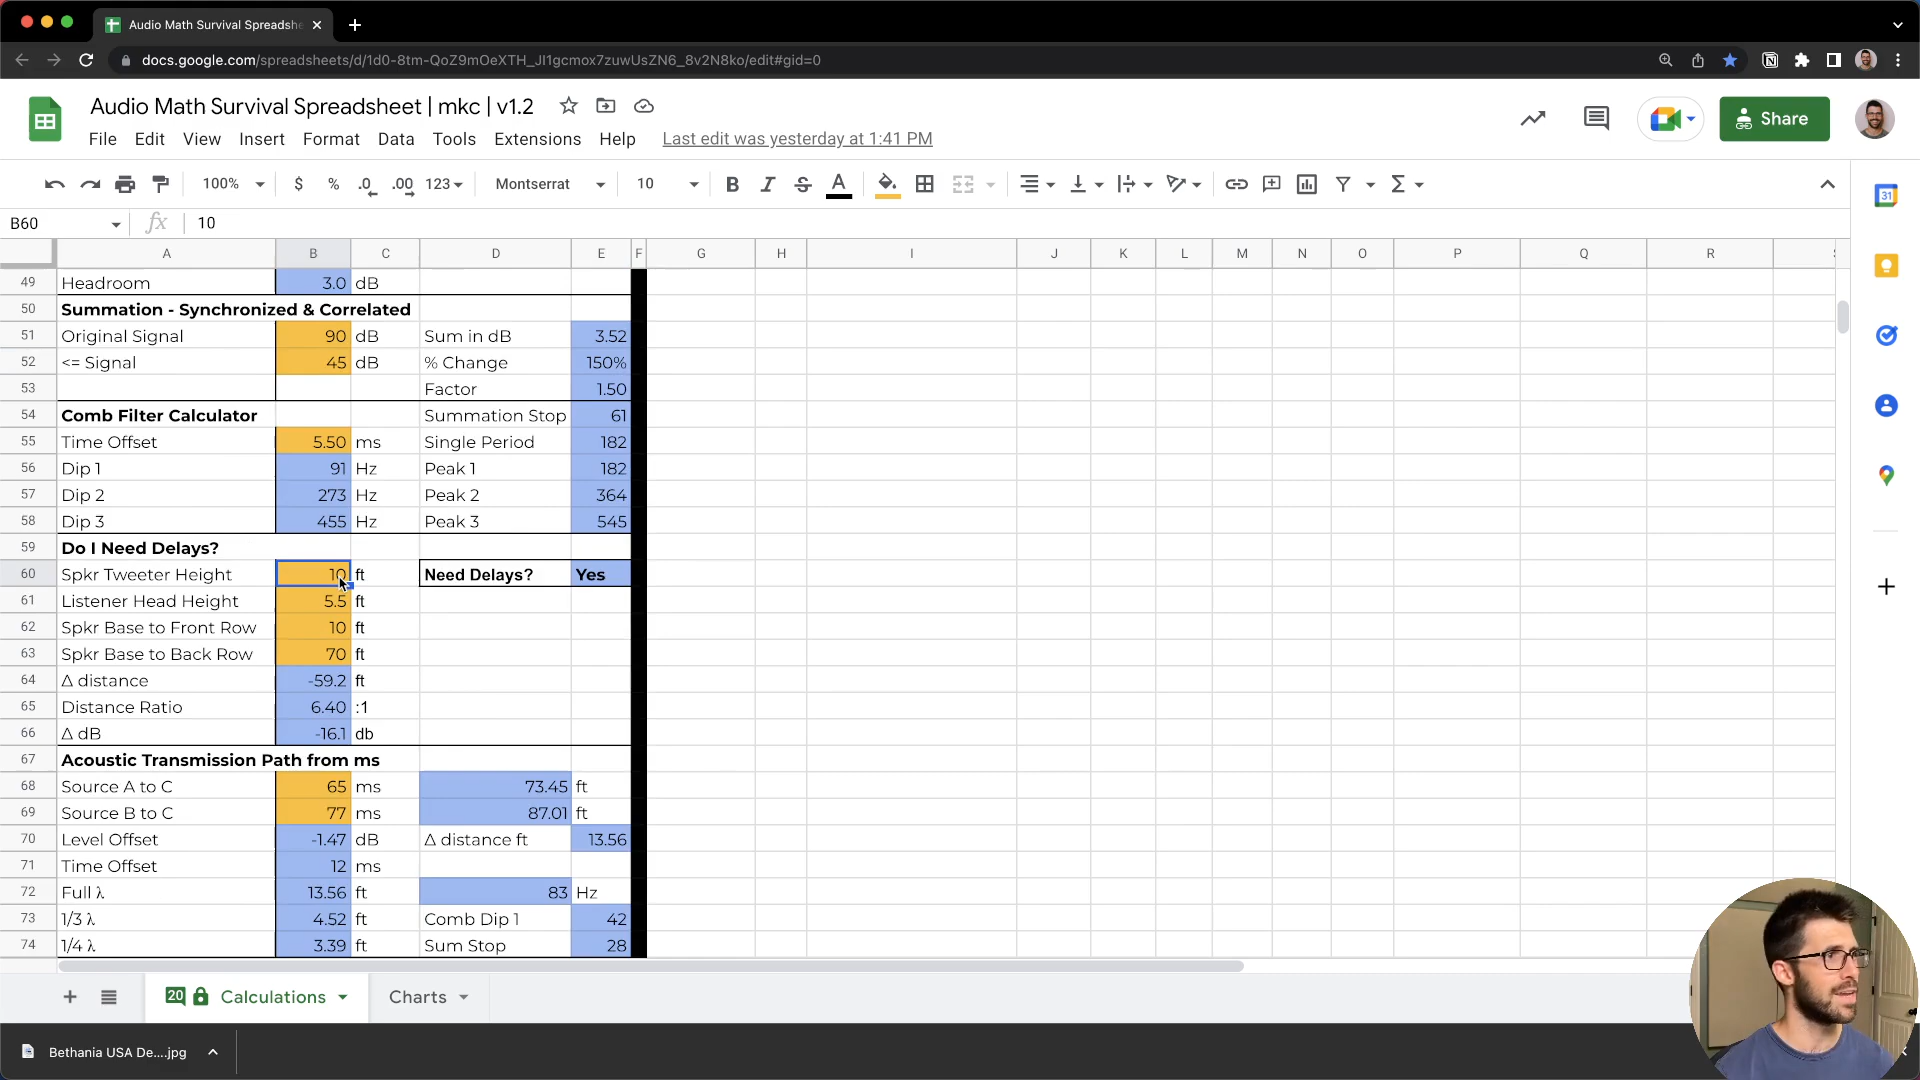 Audio Math Survival Spreadshe
docs.google.com/spreadsheets/d/1d0-8tm-QoZ9mOeXTH_JI1gcmox7zuwUsZN6_8v2N8ko/edit#gid=0
Audio Math Survival Spreadsheet | mkc | v1.2
Share
File Edit View Insert Format Data Tools Extensions Help Last edit was yesterday at 1:41 PM
100% $ % .0 .00 123 Montserrat 10 B I S A Σ
31
B60 fx 10
A B C D E F G H I J K L M N O P Q R
49 Headroom 3.0 dB
50 Summation - Synchronized & Correlated
51 Original Signal 90 dB Sum in dB 3.52
52 <= Signal 45 dB % Change 150%
53 Factor 1.50
54 Comb Filter Calculator Summation Stop 61
55 Time Offset 5.50 ms Single Period 182
56 Dip 1 91 Hz Peak 1 182
57 Dip 2 273 Hz Peak 2 364
58 Dip 3 455 Hz Peak 3 545
59 Do I Need Delays?
60 Spkr Tweeter Height 10 ft Need Delays? Yes
61 Listener Head Height 5.5 ft
62 Spkr Base to Front Row 10 ft
63 Spkr Base to Back Row 70 ft
64 Δ distance -59.2 ft
65 Distance Ratio 6.40 :1
66 Δ dB -16.1 db
67 Acoustic Transmission Path from ms
68 Source A to C 65 ms 73.45 ft
69 Source B to C 77 ms 87.01 ft
70 Level Offset -1.47 dB Δ distance ft 13.56
71 Time Offset 12 ms
72 Full λ 13.56 ft 83 Hz
73 1/3 λ 4.52 ft Comb Dip 1 42
74 1/4 λ 3.39 ft Sum Stop 28
20 Calculations Charts
Bethania USA De....jpg